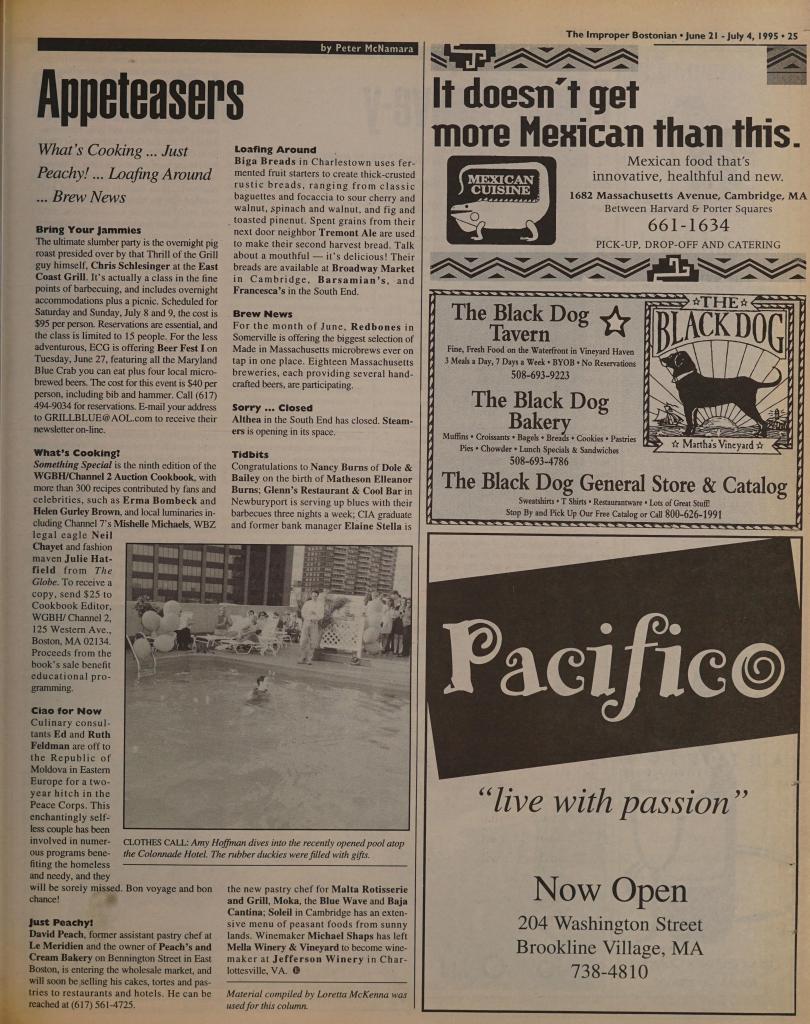 The Improper Bostonian • June 21 - July 4, 1995 • 25
by Peter McNamara
Appeteasers
What's Cooking ... Just
Peachy! ... Loafing Around
... Brew News
Bring Your Jammies
The ultimate slumber party is the overnight pig
roast presided over by that Thrill of the Grill
guy himself, Chris Schlesinger at the East
Coast Grill. It's actually a class in the fine
points of barbecuing, and includes overnight
accommodations plus a picnic. Scheduled for
Saturday and Sunday, July 8 and 9, the cost is
$95 per person. Reservations are essential, and
the class is limited to 15 people. For the less
adventurous, ECG is offering Beer Fest I on
Tuesday, June 27, featuring all the Maryland
Blue Crab you can eat plus four local micro-
brewed beers. The cost for this event is $40 per
person, including bib and hammer. Call (617)
494-9034 for reservations. E-mail your address
to GRILLBLUE@AOL.com to receive their
newsletter on-line.
What's Cooking?
Something Special is the ninth edition of the
WGBH/Channel 2 Auction Cookbook, with
more than 300 recipes contributed by fans and
celebrities, such as Erma Bombeck and
Helen Gurley Brown, and local luminaries in-
cluding Channel 7's Mishelle Michaels, WBZ
legal eagle Neil
Chayet and fashion
maven Julie Hat-
field from The
Globe. To receive a
copy, send $25 to
Cookbook Editor,
WGBH/ Channel 2,
125 Western Ave.,
Boston, MA 02134.
Proceeds from the
book's sale benefit
educational pro-
gramming.
Ciao for Now
Culinary consul-
tants Ed and Ruth
Feldman are off to
the Republic of
Moldova in Eastern
Europe for a two-
year hitch in the
Peace Corps. This
enchantingly self-
less couple has been
involved in numer-
ous programs bene-
fiting the homeless
and needy, and they
will be sorely missed. Bon voyage and bon
chance!
Just Peachy!
David Peach, former assistant pastry chef at
Le Meridien and the owner of Peach's and
Cream Bakery on Bennington Street in East
Boston, is entering the wholesale market, and
will soon be selling his cakes, tortes and pas-
tries to restaurants and hotels. He can be
reached at (617) 561-4725.
Loafing Around
Biga Breads in Charlestown uses fer-
mented fruit starters to create thick-crusted
rustic breads, ranging from classic
baguettes and focaccia to sour cherry and
walnut, spinach and walnut, and fig and
toasted pinenut. Spent grains from their
next door neighbor Tremont Ale are used
to make their second harvest bread. Talk
about a mouthful — it's delicious! Their
breads are available at Broadway Market
in Cambridge, Barsamian's, and
Francesca's in the South End.
Brew News
For the month of June, Redbones in
Somerville is offering the biggest selection of
Made in Massachusetts microbrews ever on
tap in one place. Eighteen Massachusetts
breweries, each providing several hand-
crafted beers, are participating.
Sorry ... Closed
Althea in the South End has closed. Steam-
ers is opening in its space.
Tidbits
Congratulations to Nancy Burns of Dole &
Bailey on the birth of Matheson Elleanor
Burns; Glenn's Restaurant & Cool Bar in
Newburyport is serving up blues with their
barbecues three nights a week; CIA graduate
and former bank manager Elaine Stella is
CLOTHES CALL: Amy Hoffman dives into the recently opened pool atop
the Colonnade Hotel. The rubber duckies were filled with gifts.
the new pastry chef for Malta Rotisserie
and Grill, Moka, the Blue Wave and Baja
Cantina; Soleil in Cambridge has an exten-
sive menu of peasant foods from sunny
lands. Winemaker Michael Shaps has left
Mella Winery & Vineyard to become wine-
maker at Jefferson Winery in Char-
lottesville, VA.
Material compiled by Loretta McKenna was
used for this column.
It doesn't get
more Mexican than this.
MEXICAN
CUISINE
Mexican food that's
innovative, healthful and new.
1682 Massachusetts Avenue, Cambridge, MA
Between Harvard & Porter Squares
661-1634
PICK-UP, DROP-OFF AND CATERING
The Black Dog
Tavern
Fine, Fresh Food on the Waterfront in Vineyard Haven
3 Meals a Day, 7 Days a Week • BYOB • No Reservations
508-693-9223
The Black Dog
Bakery
Muffins • Croissants • Bagels • Breads • Cookies • Pastries
Pies • Chowder • Lunch Specials & Sandwiches
508-693-4786
THE
BLACK DOG
Martha's Vineyard
The Black Dog General Store & Catalog
Sweatshirts • T Shirts • Restaurantware • Lots of Great Stuff!
Stop By and Pick Up Our Free Catalog or Call 800-626-1991
Pacifico
"live with passion"
Now Open
204 Washington Street
Brookline Village, MA
738-4810